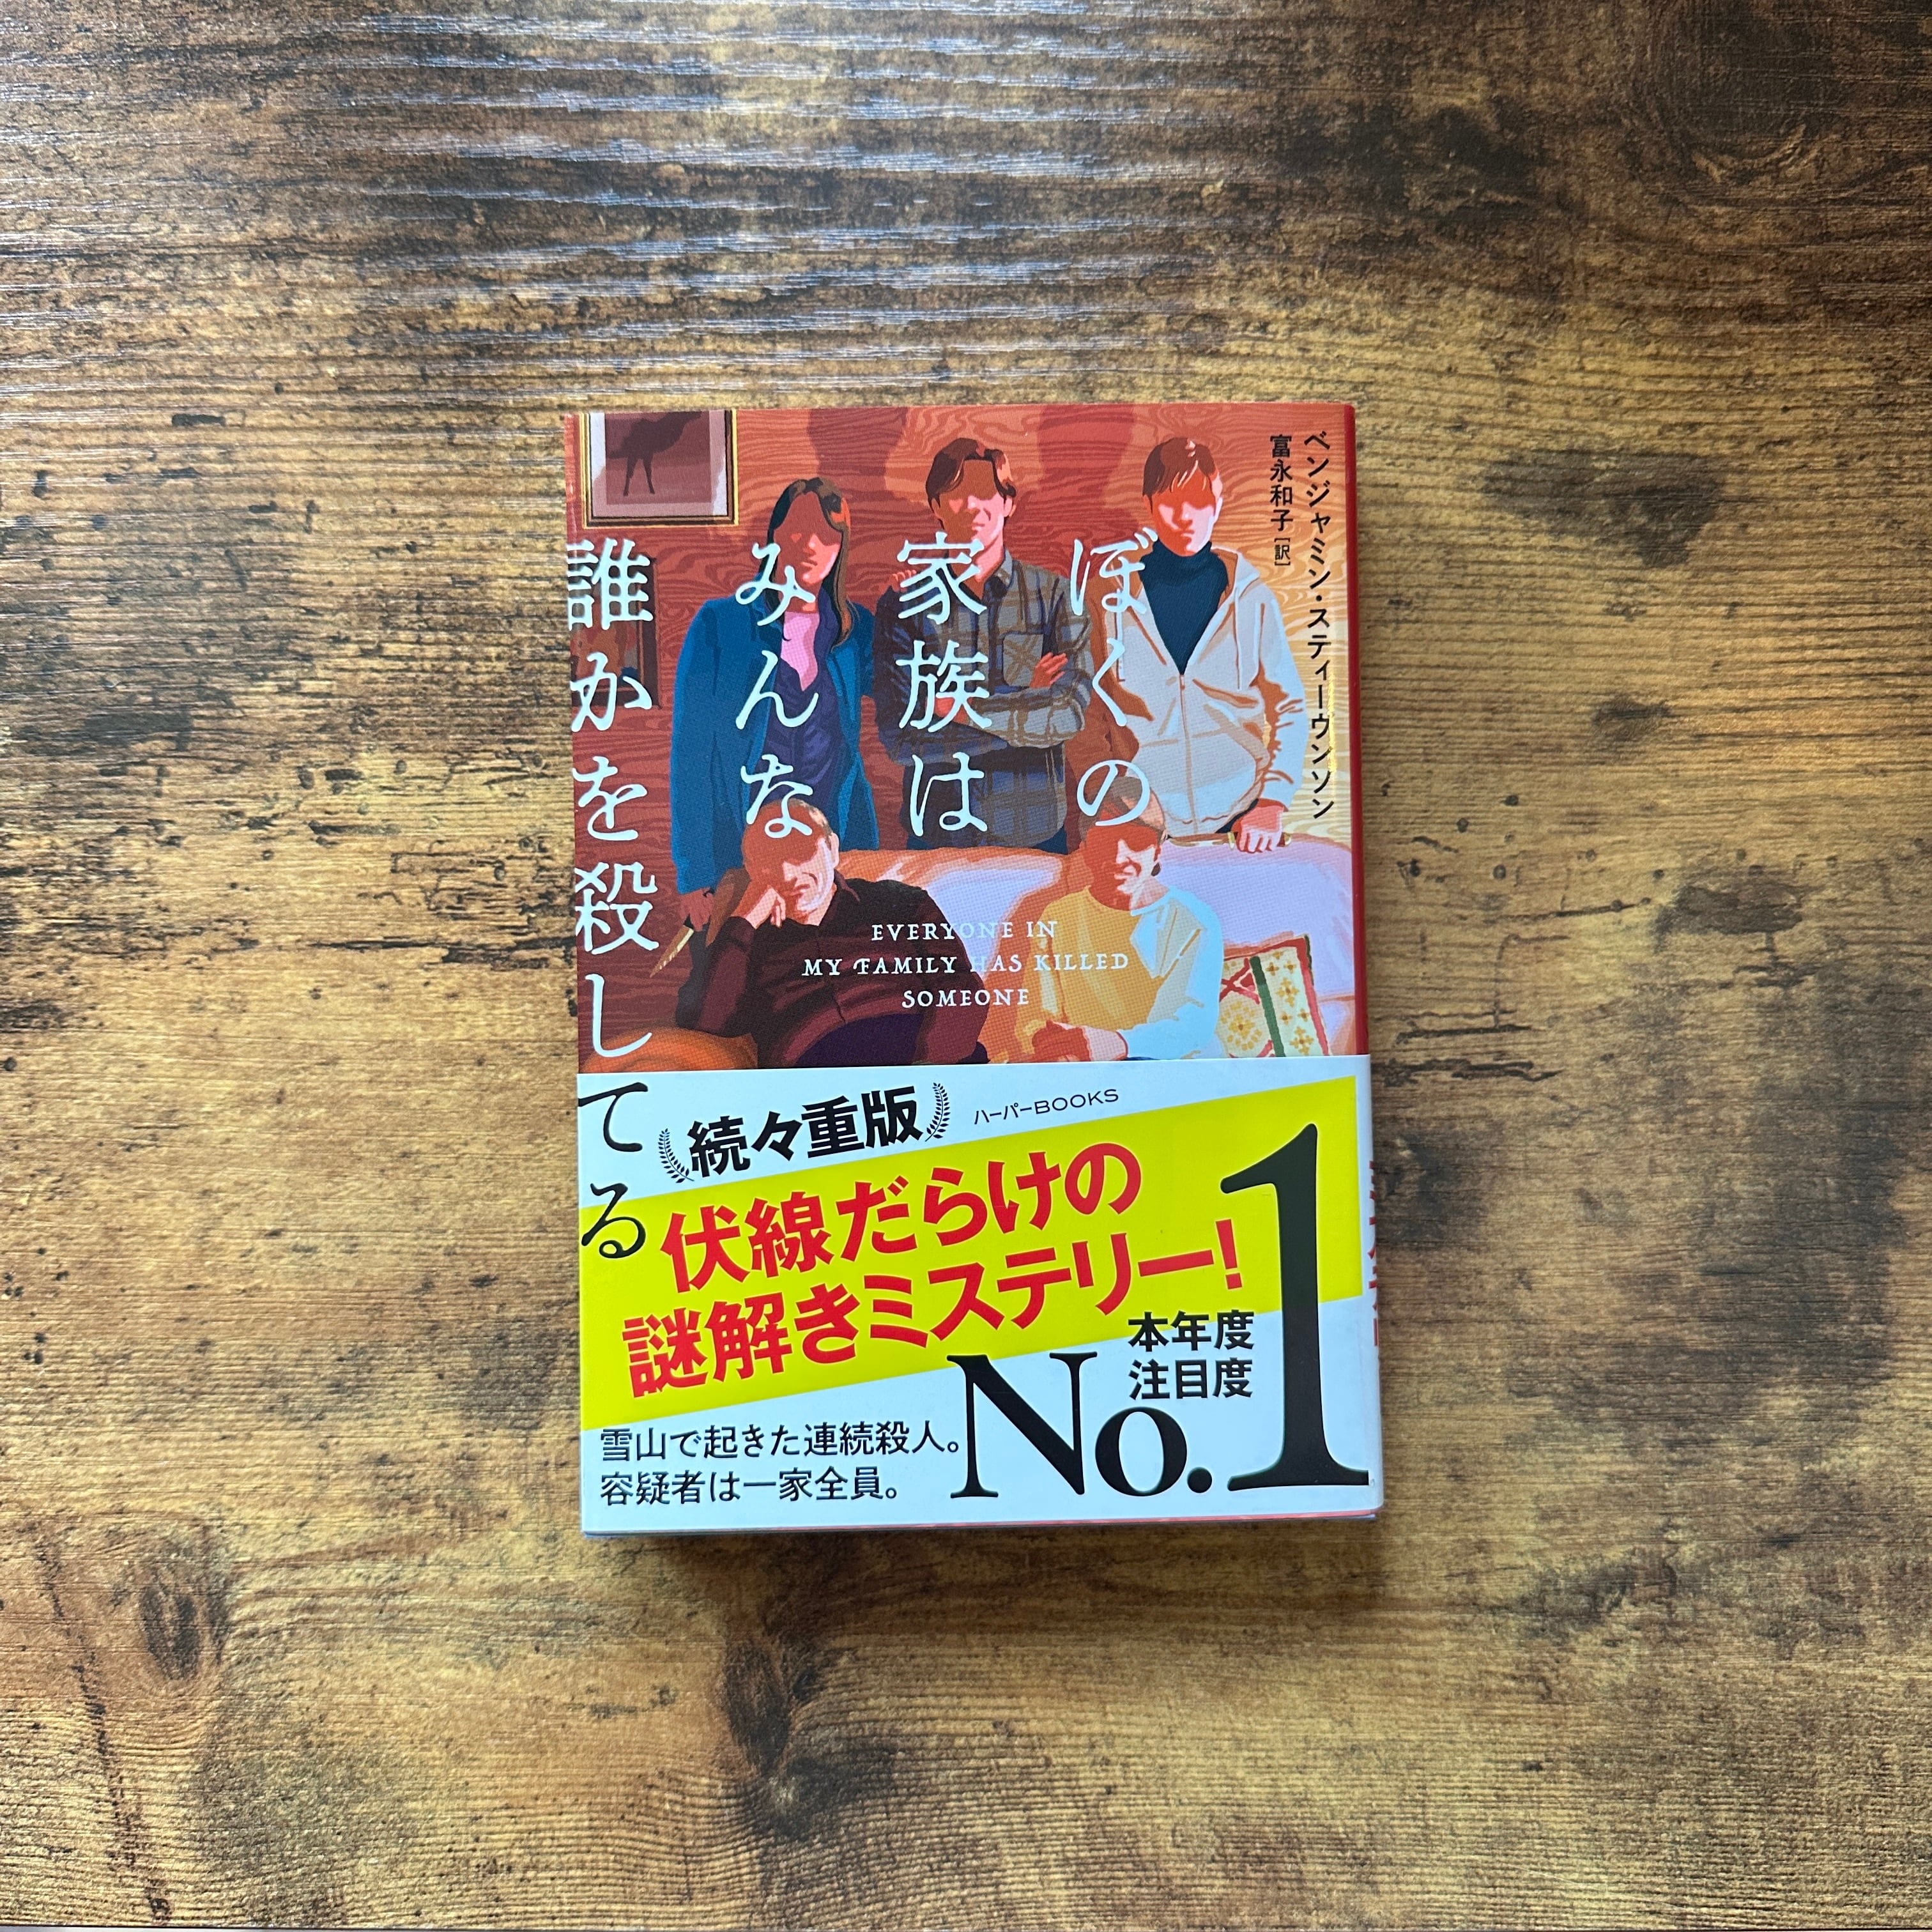 ベンジャミン・スティーヴンソン
富永和子[訳]
ぼくの
家族は
みんな
誰かを殺してる
EVERYONE IN
MY FAMILY HAS KILLED
SOMEONE
続々重版
ハーパーBOOKS
伏線だらけの
謎解きミステリー!
本年度
注目度
No.1
雪山で起きた連続殺人。
容疑者は一家全員。